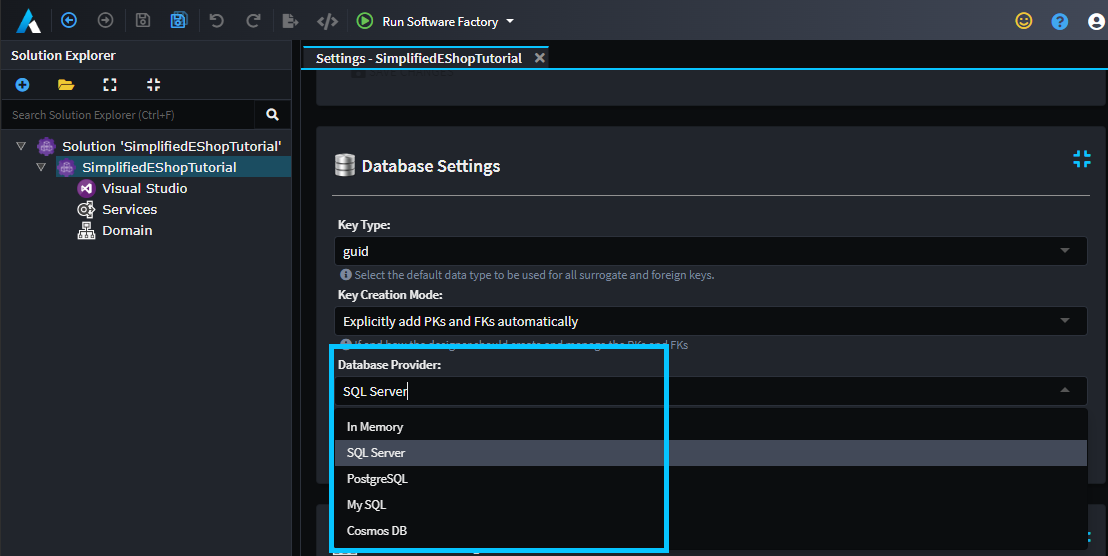 Run Software Factory
Solution Explorer
Settings - SimplifiedEShopTutorial
SAVE CHANGES
Search Solution Explorer (Ctrl+F)
Solution 'SimplifiedEShopTutorial'
SimplifiedEShopTutorial
Visual Studio
Services
Domain
Database Settings
Key Type:
guid
Select the default data type to be used for all surrogate and foreign keys.
Key Creation Mode:
Explicitly add PKs and FKs automatically
If and how the designer should create and manage the PKs and FKs
Database Provider:
SQL Server
In Memory
SQL Server
PostgreSQL
My SQL
Cosmos DB